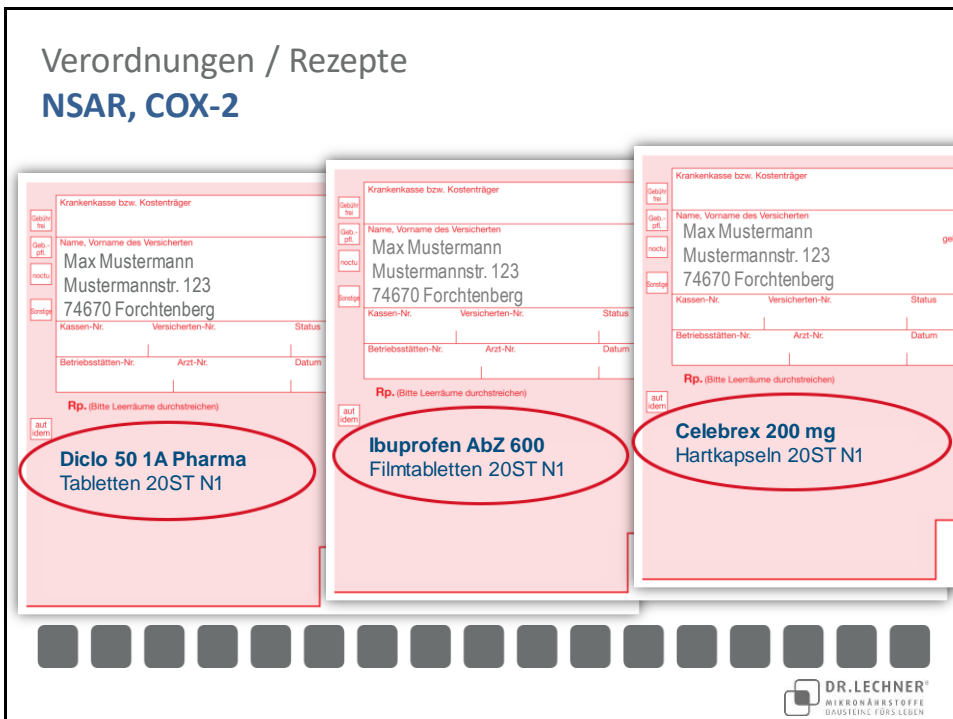 Verordnungen / Rezepte
NSAR, COX-2
Krankenkasse bzw. Kostenträger
Gebühr
frei
Geb.-
pfl.
noctu
Sonstige
Name, Vorname des Versicherten
Max Mustermann
Mustermannstr. 123
74670 Forchtenberg
Kassen-Nr. Versicherten-Nr. Status
Betriebsstätten-Nr. Arzt-Nr. Datum
Rp. (Bitte Leerräume durchstreichen)
aut
idem
Diclo 50 1A Pharma
Tabletten 20ST N1
Krankenkasse bzw. Kostenträger
Gebühr
frei
Geb.-
pfl.
noctu
Sonstige
Name, Vorname des Versicherten
Max Mustermann
Mustermannstr. 123
74670 Forchtenberg
Kassen-Nr. Versicherten-Nr. Status
Betriebsstätten-Nr. Arzt-Nr. Datum
Rp. (Bitte Leerräume durchstreichen)
aut
idem
Ibuprofen AbZ 600
Filmtabletten 20ST N1
Krankenkasse bzw. Kostenträger
Gebühr
frei
Geb.-
pfl.
noctu
Sonstige
Name, Vorname des Versicherten
ge
Max Mustermann
Mustermannstr. 123
74670 Forchtenberg
Kassen-Nr. Versicherten-Nr. Status
Betriebsstätten-Nr. Arzt-Nr. Datum
Rp. (Bitte Leerräume durchstreichen)
aut
idem
Celebrex 200 mg
Hartkapseln 20ST N1
DR.LECHNER®
MIKRONÄHRSTOFFE
BAUSTEINE FÜRS LEBEN